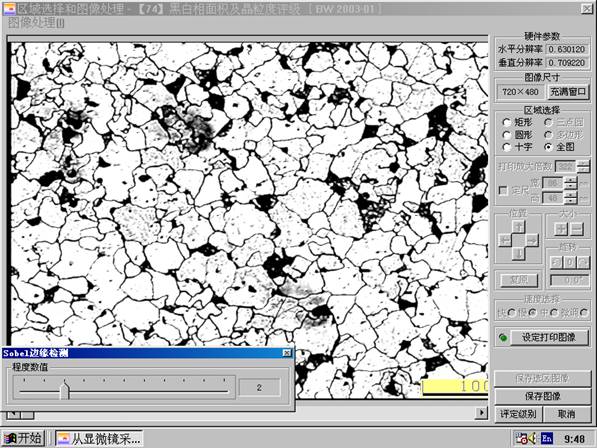 区域选择和图像处理 - 【74】黑白相面积及晶粒度评级 [ BW 2003-01 ]
图像处理(I)
硬件参数
水平分辨率 0.630120
垂直分辨率 0.709220
图像尺寸
720×480 充满窗口
区域选择
矩形 三点圆
圆形 多边形
十字 全图
打印放大倍数 322
定尺 宽 86
高 48
位置 大小
旋转
0
复原 0.0°
速度选择
快 慢 中 微调
设定打印图像
保存选区图像
保存图像
评定级别 取消
100
Sobel边缘检测
程度数值
2
开始 从显微镜采... En 9:48